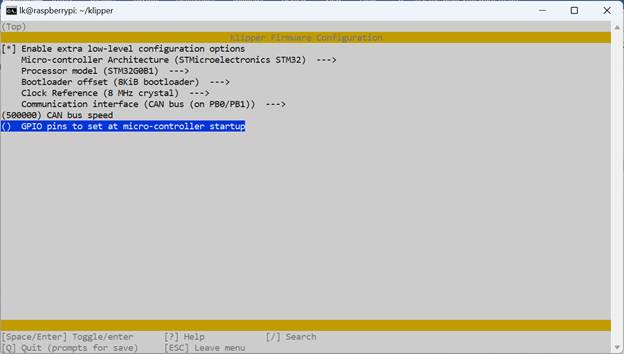 lk@raspberrypi: ~/klipper
(Top)
Klipper Firmware Configuration
[*] Enable extra low-level configuration options
Micro-controller Architecture (STMicroelectronics STM32)  --->
Processor model (STM32G0B1)  --->
Bootloader offset (8KiB bootloader)  --->
Clock Reference (8 MHz crystal)  --->
Communication interface (CAN bus (on PB0/PB1))  --->
(500000) CAN bus speed
()  GPIO pins to set at micro-controller startup
[Space/Enter] Toggle/enter [?] Help [/] Search
[Q] Quit (prompts for save) [ESC] Leave menu